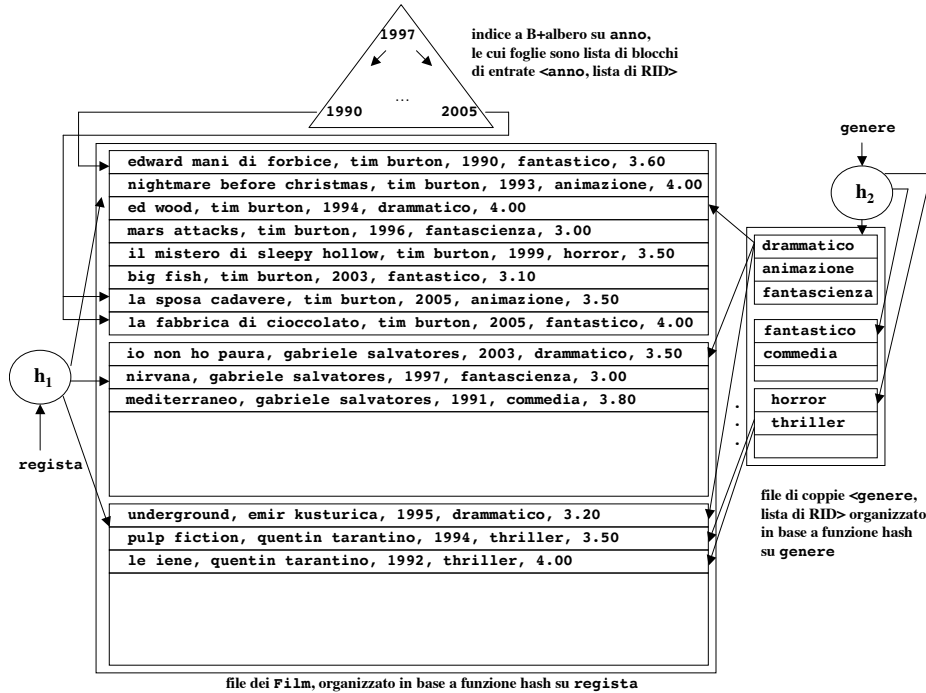 1997
...
1990 2005
indice a B+albero su anno,
le cui foglie sono lista di blocchi
di entrate <anno, lista di RID>
genere
h2
edward mani di forbice, tim burton, 1990, fantastico, 3.60
nightmare before christmas, tim burton, 1993, animazione, 4.00
ed wood, tim burton, 1994, drammatico, 4.00
mars attacks, tim burton, 1996, fantascienza, 3.00
il mistero di sleepy hollow, tim burton, 1999, horror, 3.50
big fish, tim burton, 2003, fantastico, 3.10
la sposa cadavere, tim burton, 2005, animazione, 3.50
la fabbrica di cioccolato, tim burton, 2005, fantastico, 4.00
io non ho paura, gabriele salvatores, 2003, drammatico, 3.50
nirvana, gabriele salvatores, 1997, fantascienza, 3.00
mediterraneo, gabriele salvatores, 1991, commedia, 3.80
underground, emir kusturica, 1995, drammatico, 3.20
pulp fiction, quentin tarantino, 1994, thriller, 3.50
le iene, quentin tarantino, 1992, thriller, 4.00
h1
regista
drammatico
animazione
fantascienza
fantastico
commedia
horror
thriller
.
.
.
file di coppie <genere,
lista di RID> organizzato
in base a funzione hash
su genere
file dei Film, organizzato in base a funzione hash su regista